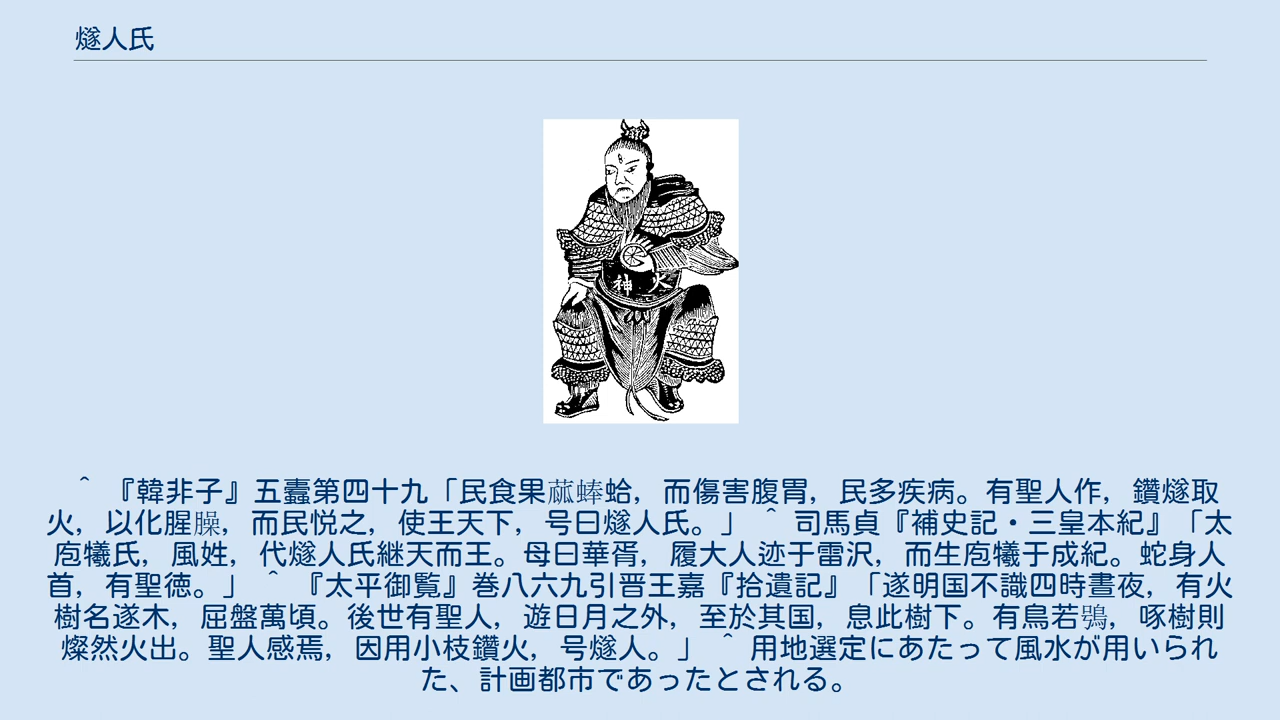 燧人氏
神 火
^ 『韓非子』五蠹第四十九「民食果蓏蜯蛤，而傷害腹胃，民多疾病。有聖人作，鑽燧取
火，以化腥臊，而民悦之，使王天下，号曰燧人氏。」 ^ 司馬貞『補史記・三皇本紀』「太
庖犧氏，風姓，代燧人氏継天而王。母曰華胥，履大人迹于雷沢，而生庖犧于成紀。蛇身人
首，有聖徳。」 ^ 『太平御覧』巻八六九引晋王嘉『拾遺記』「遂明国不識四時晝夜，有火
樹名遂木，屈盤萬頃。後世有聖人，遊日月之外，至於其国，息此樹下。有鳥若鴞，啄樹則
燦然火出。聖人感焉，因用小枝鑽火，号燧人。」 ^ 用地選定にあたって風水が用いられ
た、計画都市であったとされる。